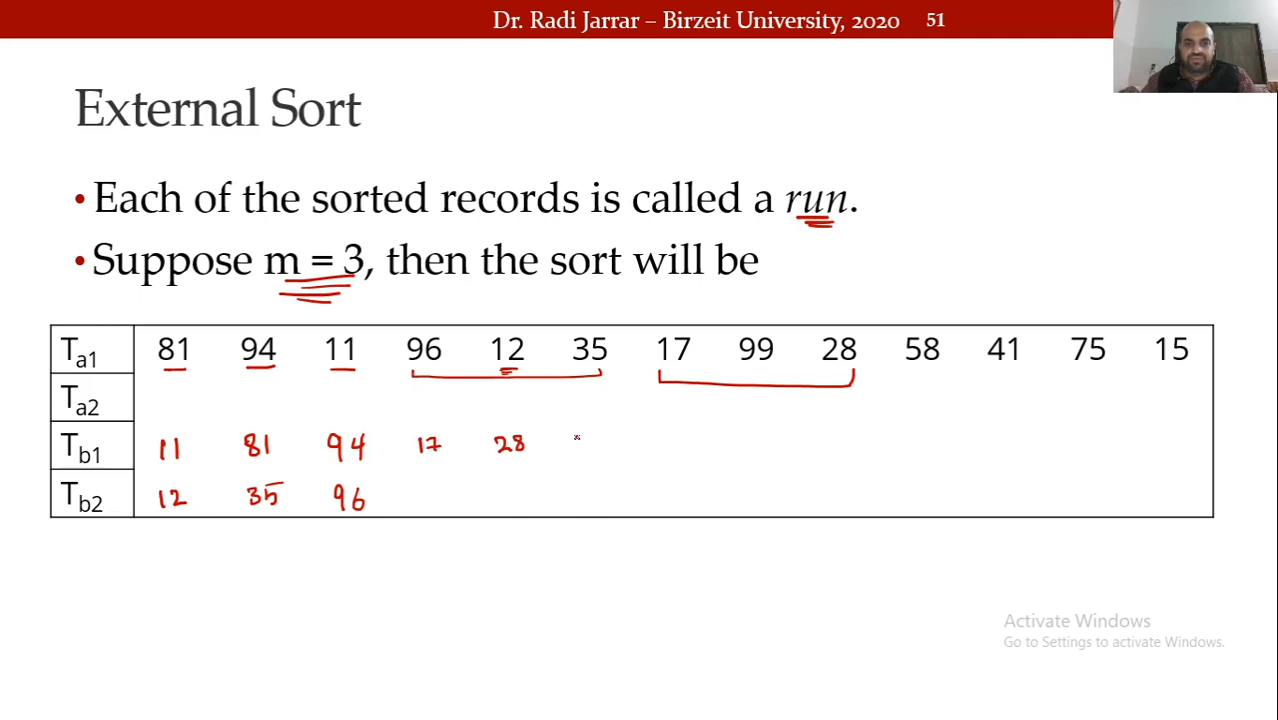 Dr. Radi Jarrar – Birzeit University, 2020 51
External Sort
• Each of the sorted records is called a run.
• Suppose m = 3, then the sort will be
Ta1 81 94 11 96 12 35 17 99 28 58 41 75 15
Ta2
Tb1 11 81 94 17 28
Tb2 12 35 96
Activate Windows
Go to Settings to activate Windows.